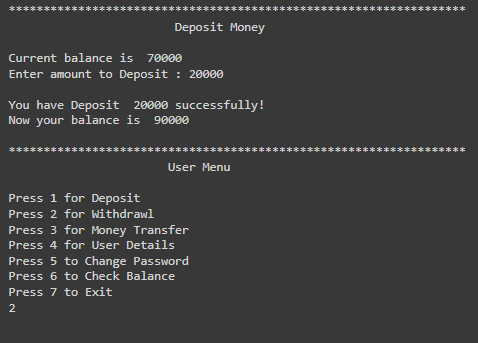 ******************************************************************
Deposit Money
Current balance is  70000
Enter amount to Deposit : 20000
You have Deposit  20000 successfully!
Now your balance is  90000
******************************************************************
User Menu
Press 1 for Deposit
Press 2 for Withdrawl
Press 3 for Money Transfer
Press 4 for User Details
Press 5 to Change Password
Press 6 to Check Balance
Press 7 to Exit
2